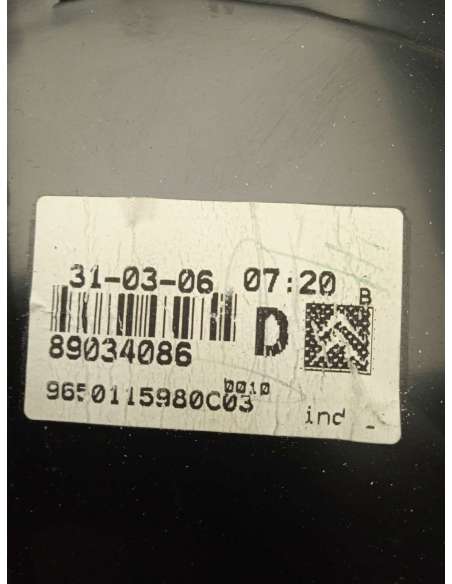 31-03-06 07:20
B
89034086 D
0010
9650115980C03
ind _